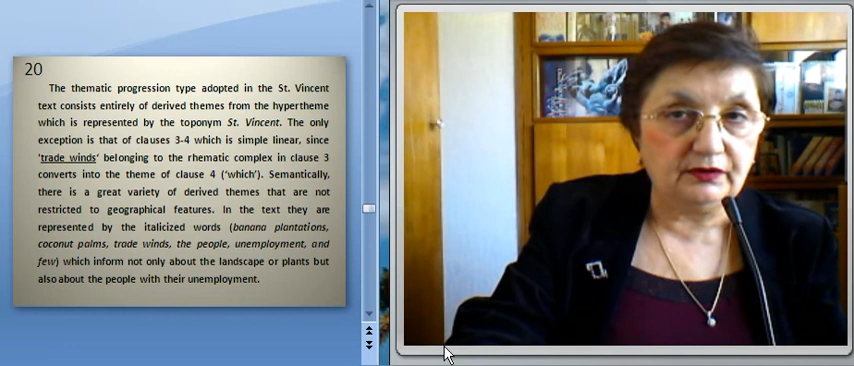 20
The thematic progression type adopted in the St. Vincent
text consists entirely of derived themes from the hypertheme
which is represented by the toponym St. Vincent. The only
exception is that of clauses 3-4 which is simple linear, since
'trade winds' belonging to the rhematic complex in clause 3
converts into the theme of clause 4 ('which'). Semantically,
there is a great variety of derived themes that are not
restricted to geographical features. In the text they are
represented by the italicized words (banana plantations,
coconut palms, trade winds, the people, unemployment, and
few) which inform not only about the landscape or plants but
also about the people with their unemployment.